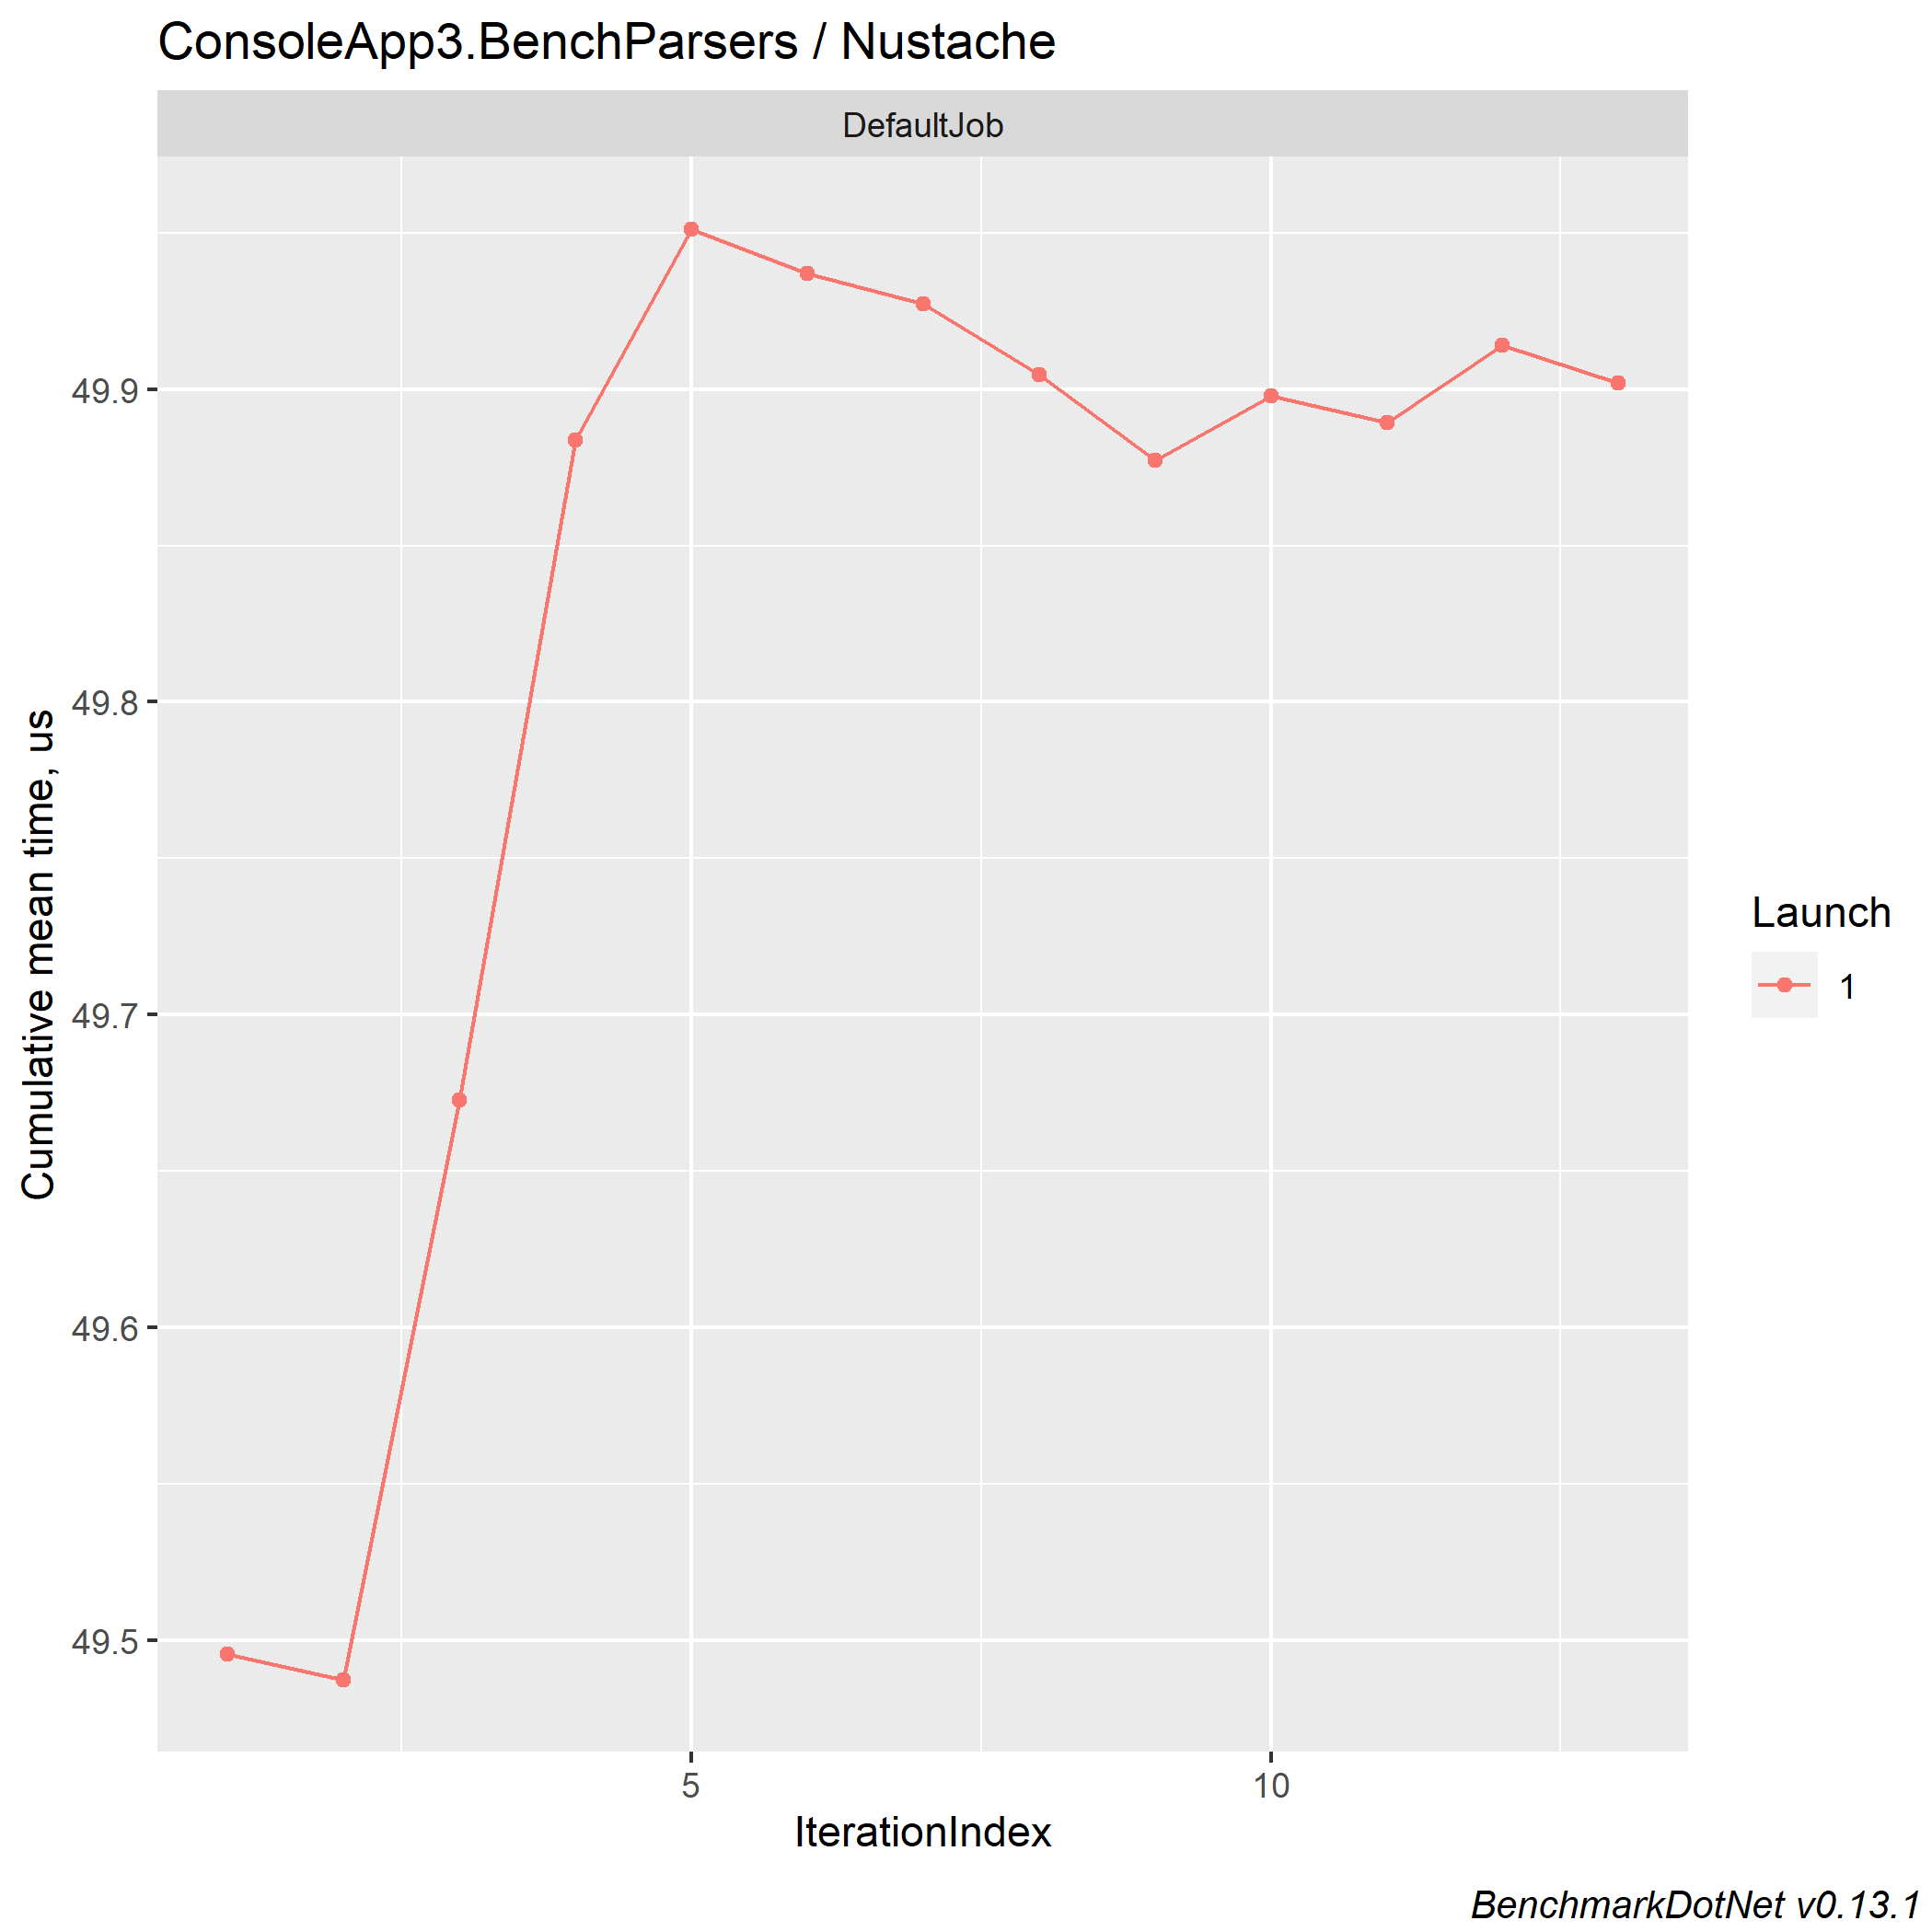 ConsoleApp3.BenchParsers / Nustache
DefaultJob
Cumulative mean time, us
49.9
49.8
49.7
49.6
49.5
5
10
IterationIndex
Launch
1
BenchmarkDotNet v0.13.1